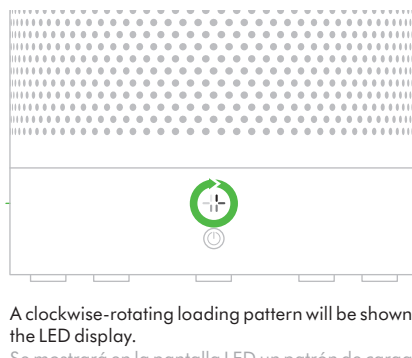 A clockwise-rotating loading pattern will be shown
the LED display.
Se mostrará en la pantalla LED un patrón de carga